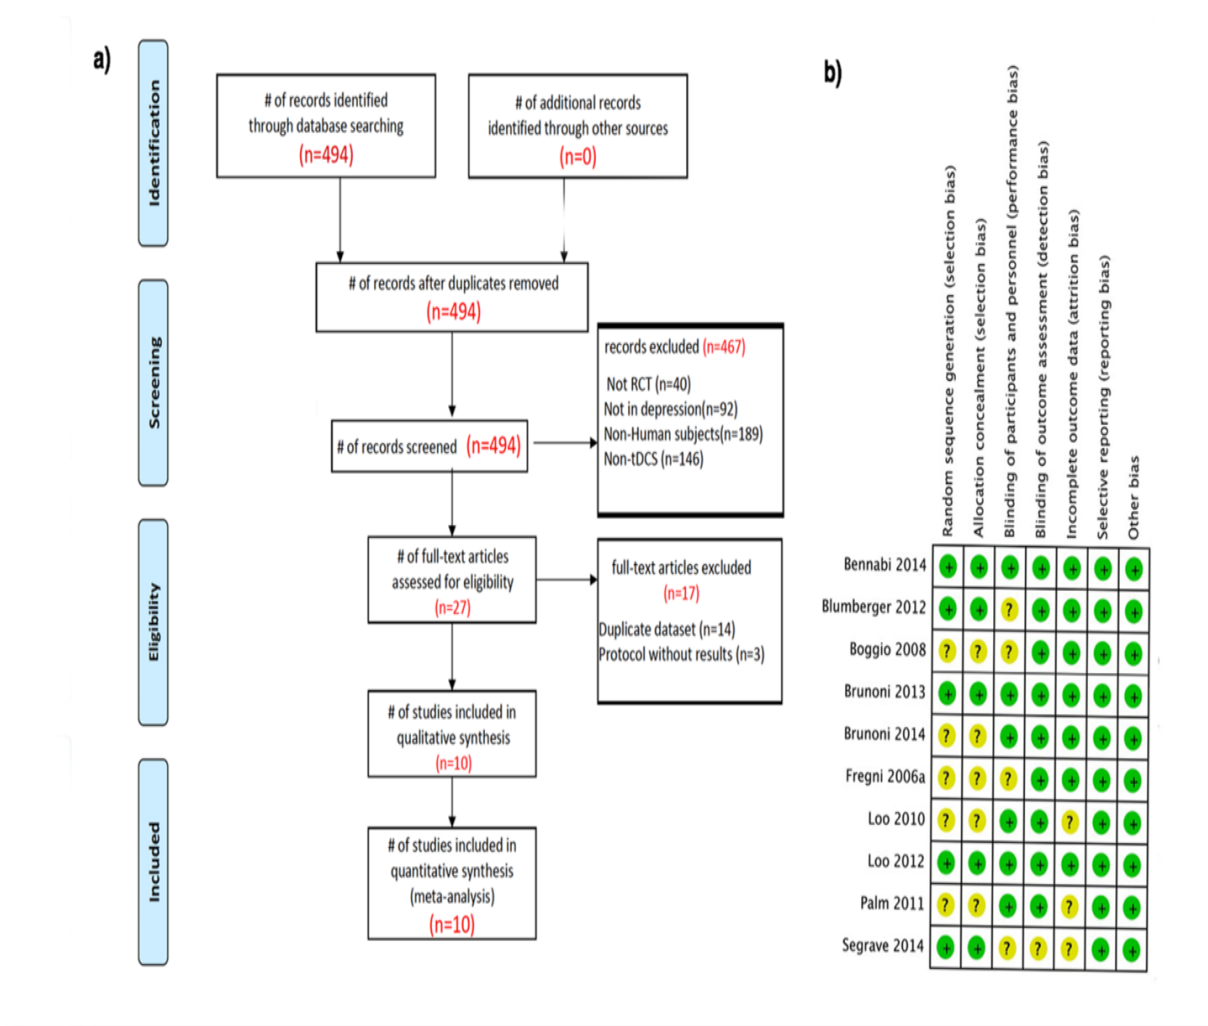 a)
Identification
# of records identified
through database searching
(n=494)
# of additional records
identified through other sources
(n=0)
# of records after duplicates removed
(n=494)
Screening
records excluded (n=467)
Not RCT (n=40)
Not in depression(n=92)
Non-Human subjects(n=189)
Non-tDCS (n=146)
# of records screened (n=494)
Eligibility
# of full-text articles
assessed for eligibility
(n=27)
full-text articles excluded
(n=17)
Duplicate dataset (n=14)
Protocol without results (n=3)
# of studies included in
qualitative synthesis
(n=10)
Included
# of studies included in
quantitative synthesis
(meta-analysis)
(n=10)
b)
Random sequence generation (selection bias)
Allocation concealment (selection bias)
Blinding of participants and personnel (performance bias)
Blinding of outcome assessment (detection bias)
Incomplete outcome data (attrition bias)
Selective reporting (reporting bias)
Other bias
Bennabi 2014 + + + + + + +
Blumberger 2012 + + ? + + + +
Boggio 2008 ? ? ? + + + +
Brunoni 2013 + + + + + + +
Brunoni 2014 ? ? + + + + +
Fregni 2006a ? ? ? + + + +
Loo 2010 ? ? + + ? + +
Loo 2012 + + + + + + +
Palm 2011 ? ? + + ? + +
Segrave 2014 + + ? ? ? + +